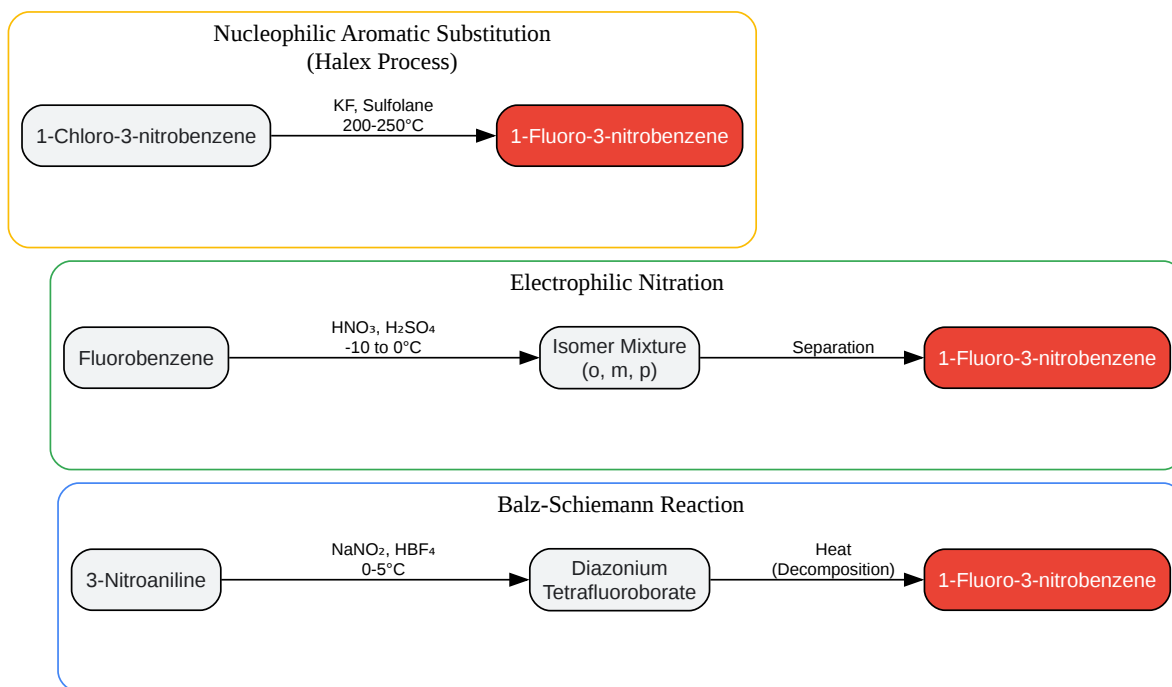 Nucleophilic Aromatic Substitution
(Halex Process)
1-Chloro-3-nitrobenzene
KF, Sulfolane
200-250°C
1-Fluoro-3-nitrobenzene
Electrophilic Nitration
Fluorobenzene
HNO₃, H₂SO₄
-10 to 0°C
Isomer Mixture
(o, m, p)
Separation
1-Fluoro-3-nitrobenzene
Balz-Schiemann Reaction
3-Nitroaniline
NaNO₂, HBF₄
0-5°C
Diazonium
Tetrafluoroborate
Heat
(Decomposition)
1-Fluoro-3-nitrobenzene